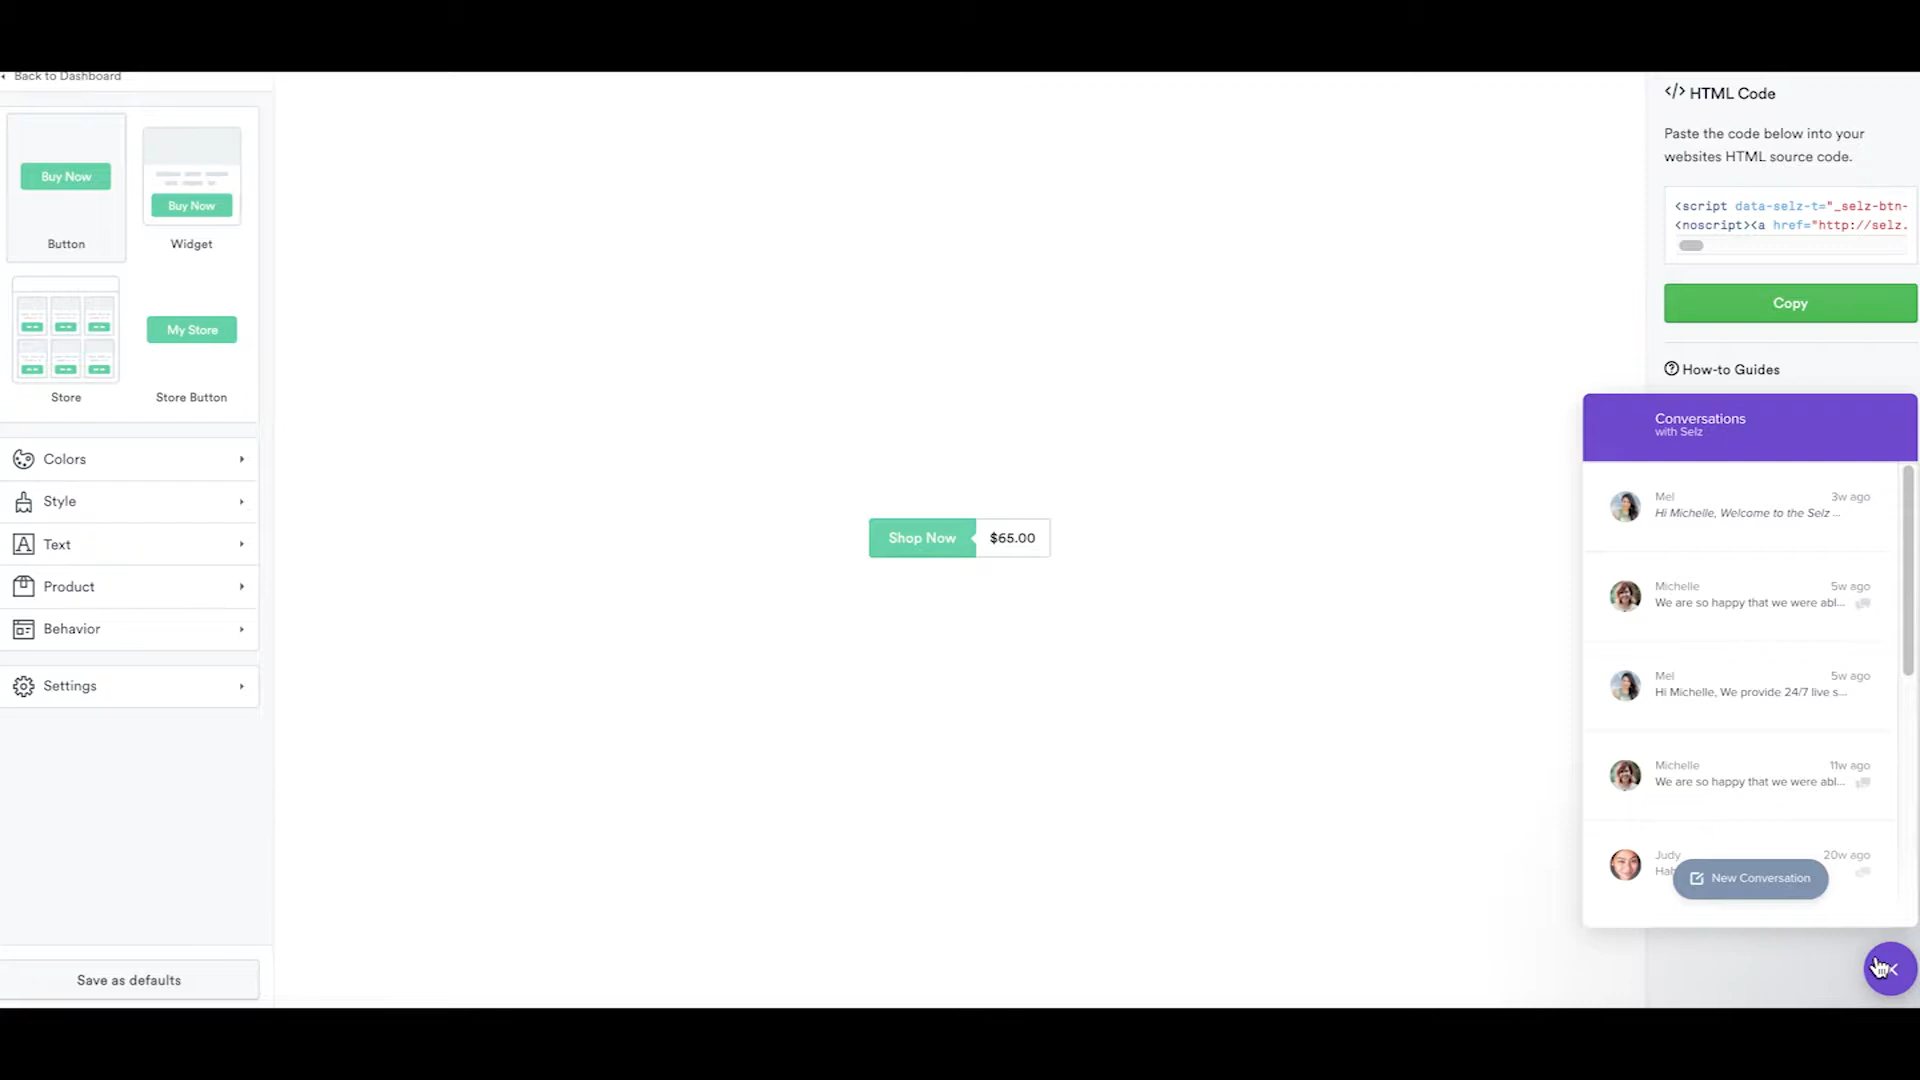 Back to Dashboard
Buy Now
Button
Buy Now
Widget
Store
My Store
Store Button
Colors
Style
Text
Product
Behavior
Settings
Save as defaults
Shop Now
$65.00
</> HTML Code
Paste the code below into your
websites HTML source code.
<script data-selz-t="_selz-btn-
<noscript><a href="http://selz.
Copy
How-to Guides
Conversations
with Selz
Mel 3w ago
Hi Michelle, Welcome to the Selz ...
Michelle 5w ago
We are so happy that we were abl...
Mel 5w ago
Hi Michelle, We provide 24/7 live s...
Michelle 11w ago
We are so happy that we were abl...
Judy 20w ago
New Conversation